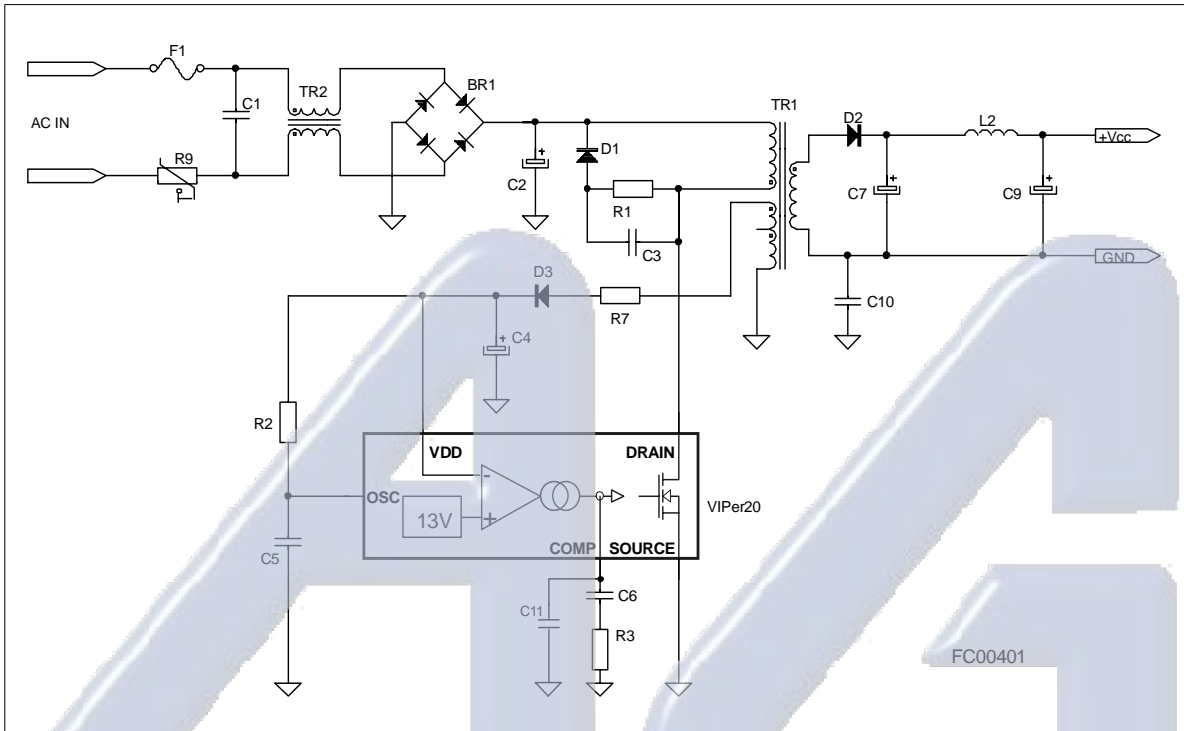 F1
BR1
TR2
C1
TR1
D2
L2
AC IN
+Vcc
R9
D1
C2
R1
C7
C9
C3
GND
D3
C10
R7
C4
R2
VDD
DRAIN
OSC
-
VIPer20
13V
+
COMP
SOURCE
C5
C6
C11
R3
FC00401